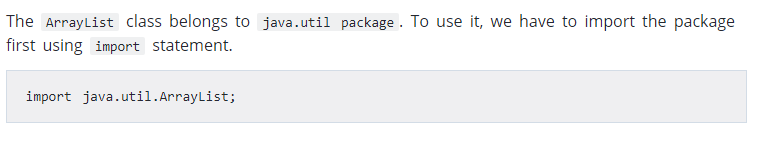 The ArrayList class belongs to java.util package. To use it, we have to import the package
first using import statement.
import java.util.ArrayList;